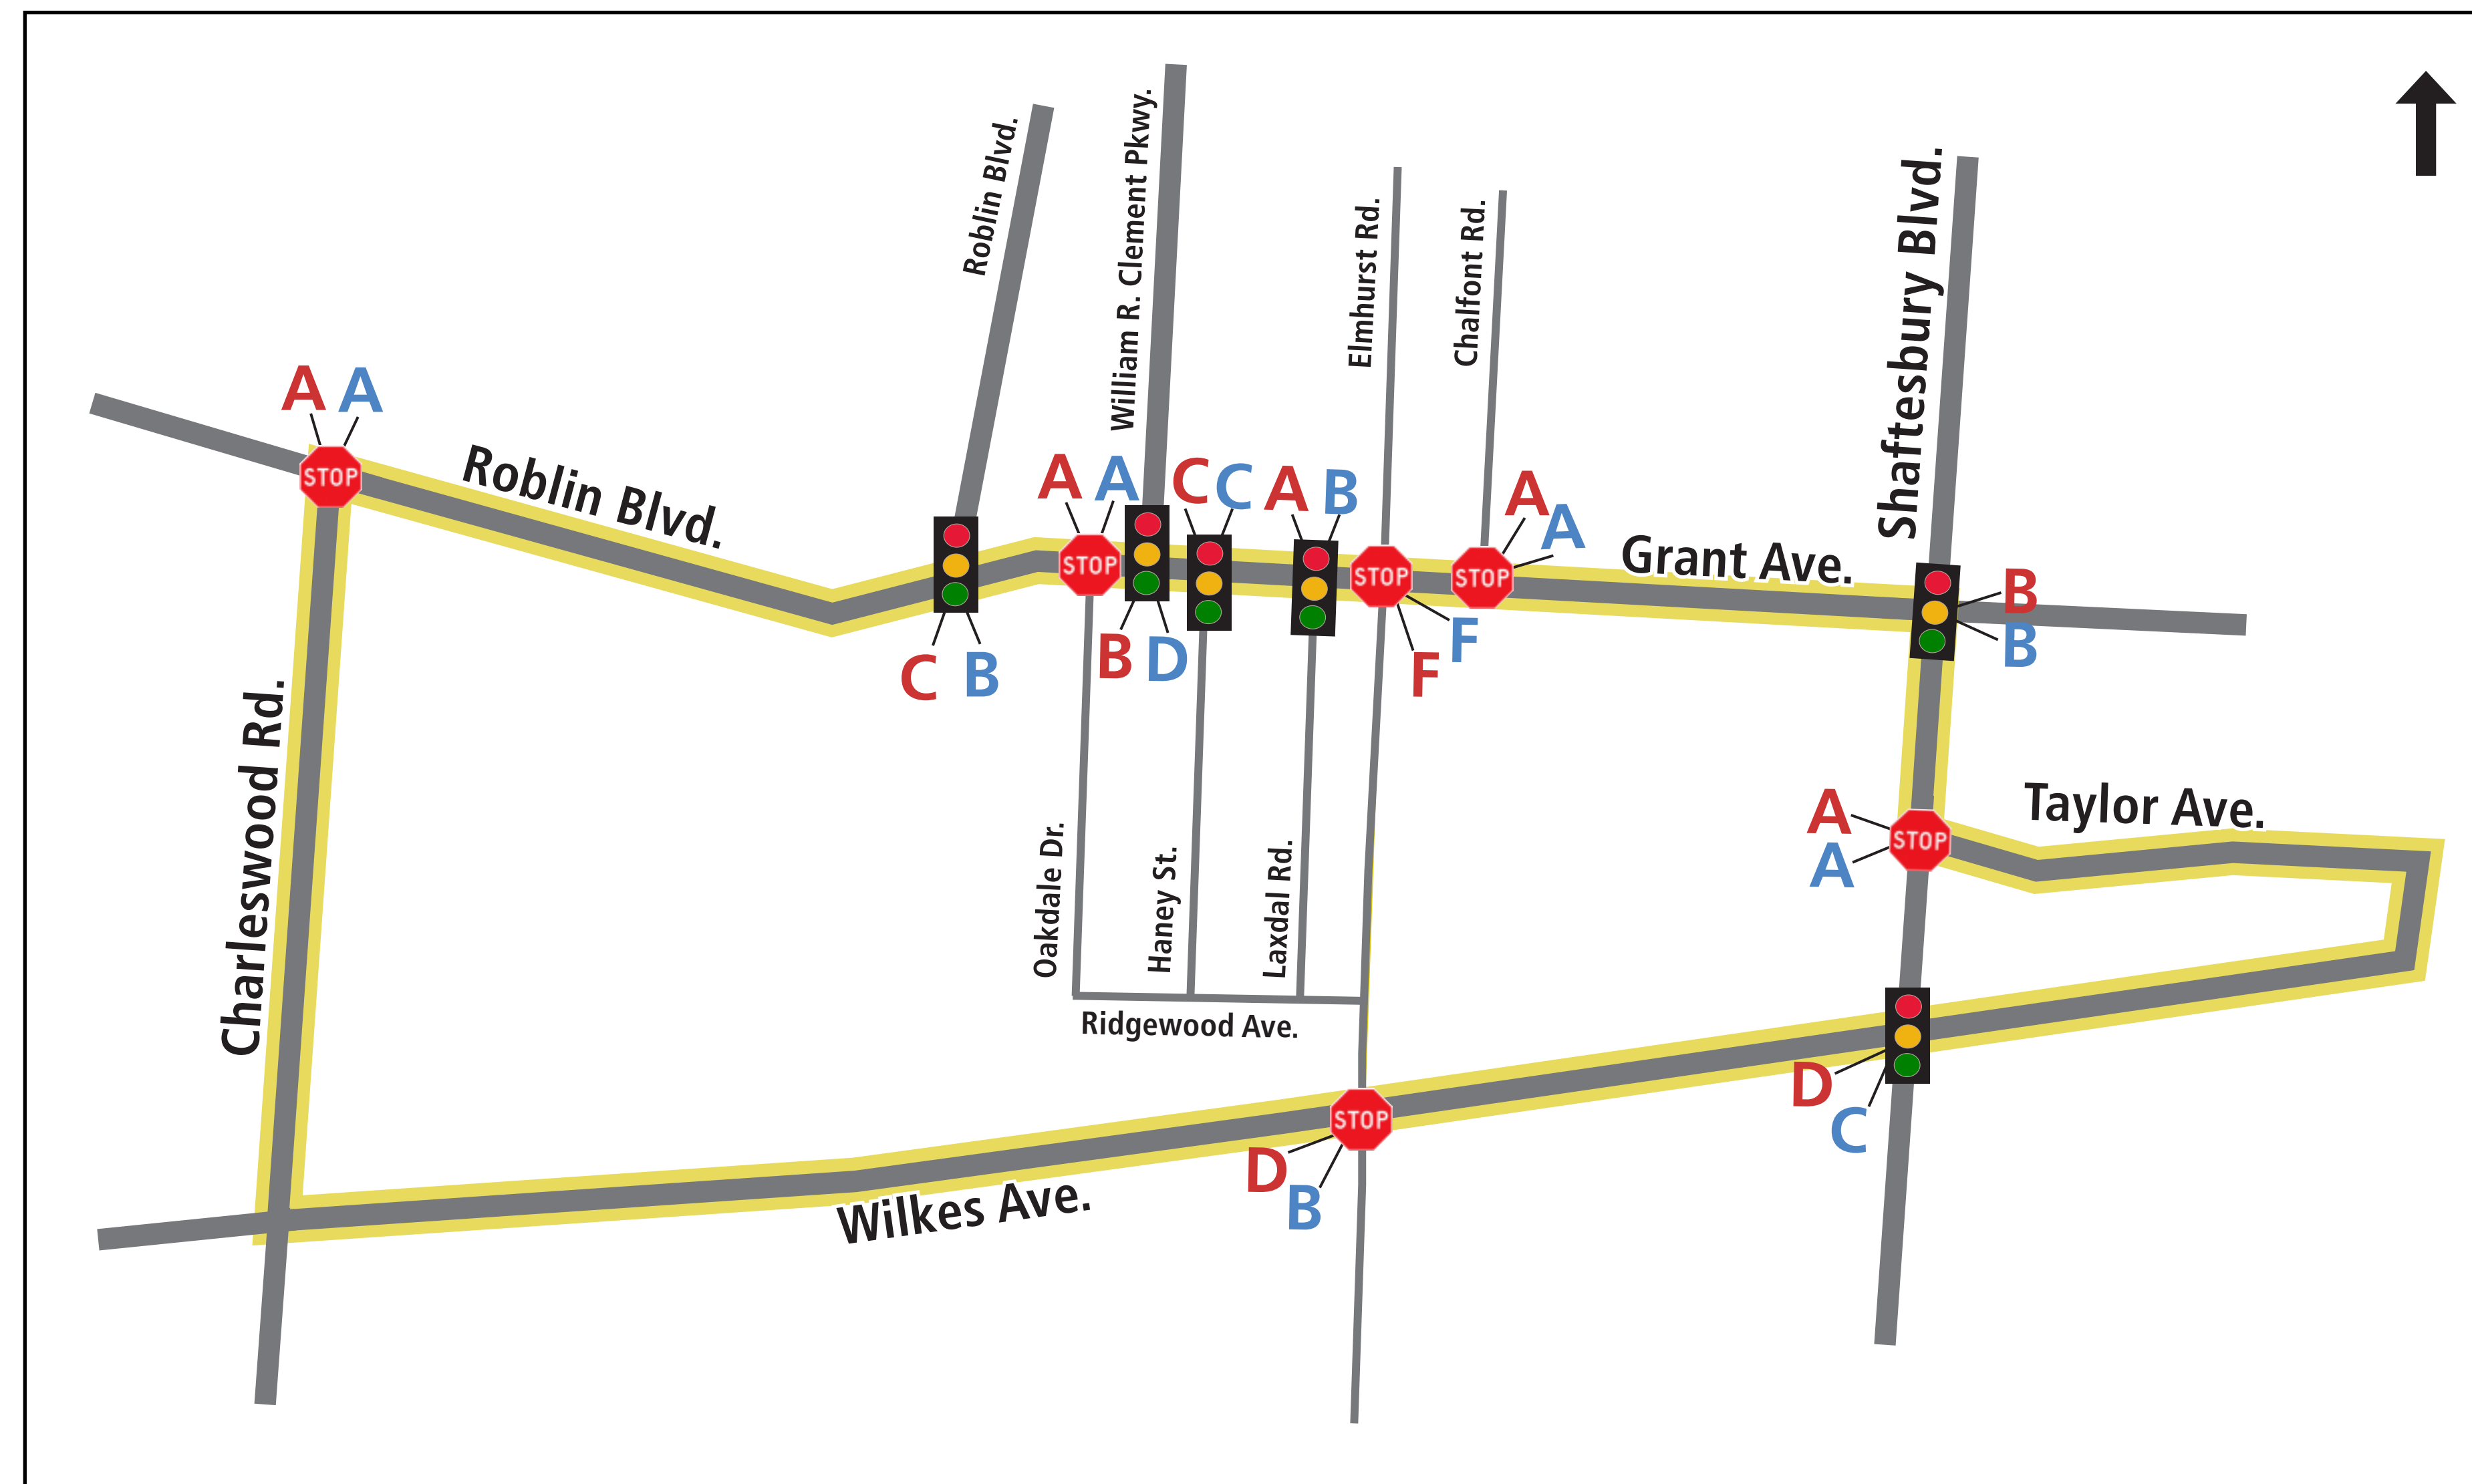 Roblin Blvd.
William R. Clement Pkwy.
Elmhurst Rd.
Chalfont Rd.
Shaftesbury Blvd.
A A
STOP
Roblin Blvd.
A A C C A B
A A
STOP
STOP
STOP
Grant Ave.
B
B
C B
B D
F
F
Charleswood Rd.
Oakdale Dr.
Haney St.
Laxdal Rd.
Ridgewood Ave.
A
A
STOP
Taylor Ave.
D
C
STOP
D
B
Wilkes Ave.